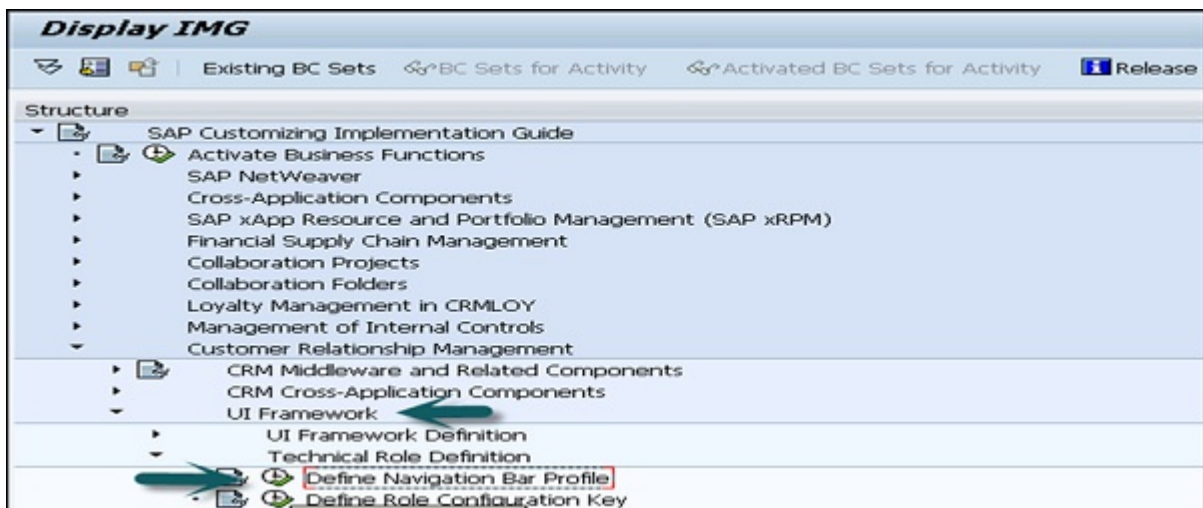 Display IMG
Existing BC Sets BC Sets for Activity Activated BC Sets for Activity Release
Structure
SAP Customizing Implementation Guide
Activate Business Functions
SAP NetWeaver
Cross-Application Components
SAP xApp Resource and Portfolio Management (SAP xRPM)
Financial Supply Chain Management
Collaboration Projects
Collaboration Folders
Loyalty Management in CRMLOY
Management of Internal Controls
Customer Relationship Management
CRM Middleware and Related Components
CRM Cross-Application Components
UI Framework
UI Framework Definition
Technical Role Definition
Define Navigation Bar Profile
Define Role Configuration Key